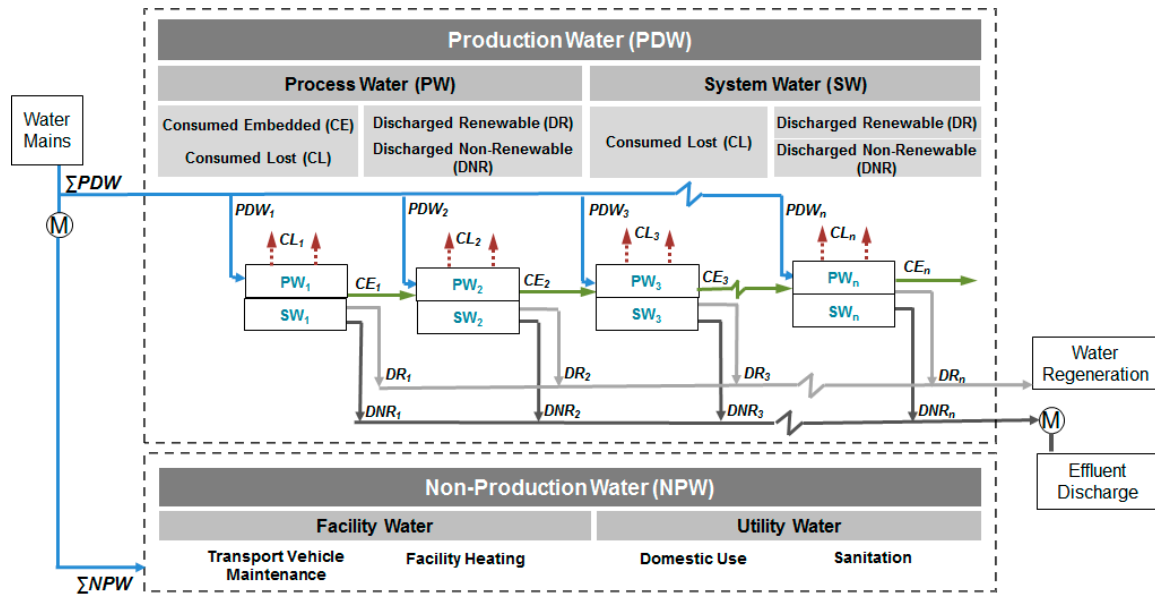 Production Water (PDW)
Process Water (PW)
System Water (SW)
Water
Mains
Consumed Embedded (CE)
Consumed Lost (CL)
Discharged Renewable (DR)
Discharged Non-Renewable
(DNR)
Consumed Lost (CL)
Discharged Renewable (DR)
Discharged Non-Renewable
(DNR)
∑PDW
M
PDW₁
PDW₂
PDW₃
PDWₙ
CL₁
CL₂
CL₃
CLₙ
PW₁
CE₁
PW₂
CE₂
PW₃
CE₃
PWₙ
CEₙ
SW₁
SW₂
SW₃
SWₙ
DR₁
DR₂
DR₃
DRₙ
Water
Regeneration
DNR₁
DNR₂
DNR₃
DNRₙ
M
Effluent
Discharge
Non-Production Water (NPW)
Facility Water
Utility Water
Transport Vehicle
Maintenance
Facility Heating
Domestic Use
Sanitation
∑NPW